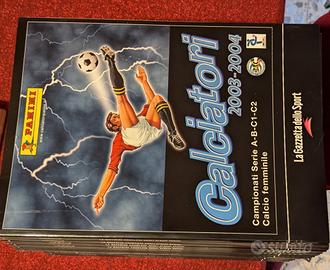 PANINI
Calciatori
2003-2004
Campionati Serie A-B-C1-C2
Calcio femminile
La Gazzetta dello Sport
subito